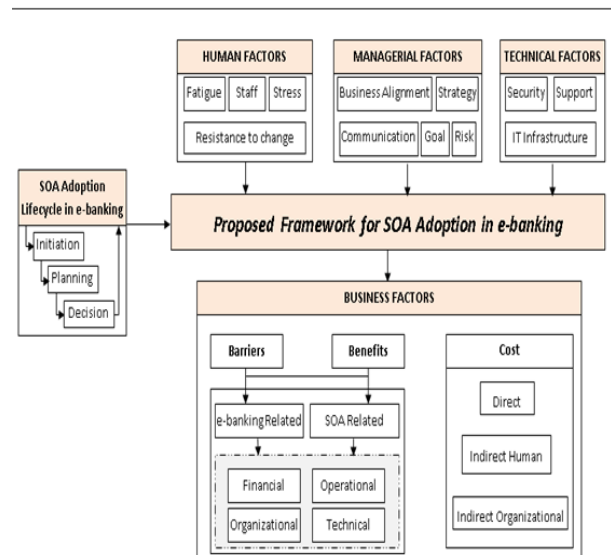 HUMAN FACTORS
Fatigue
Staff
Stress
Resistance to change
MANAGERIAL FACTORS
Business Alignment
Strategy
Communication
Goal
Risk
TECHNICAL FACTORS
Security
Support
IT Infrastructure
SOA Adoption
Lifecycle in e-banking
Initiation
Planning
Decision
Proposed Framework for SOA Adoption in e-banking
BUSINESS FACTORS
Barriers
Benefits
e-banking Related
SOA Related
Financial
Operational
Organizational
Technical
Cost
Direct
Indirect Human
Indirect Organizational